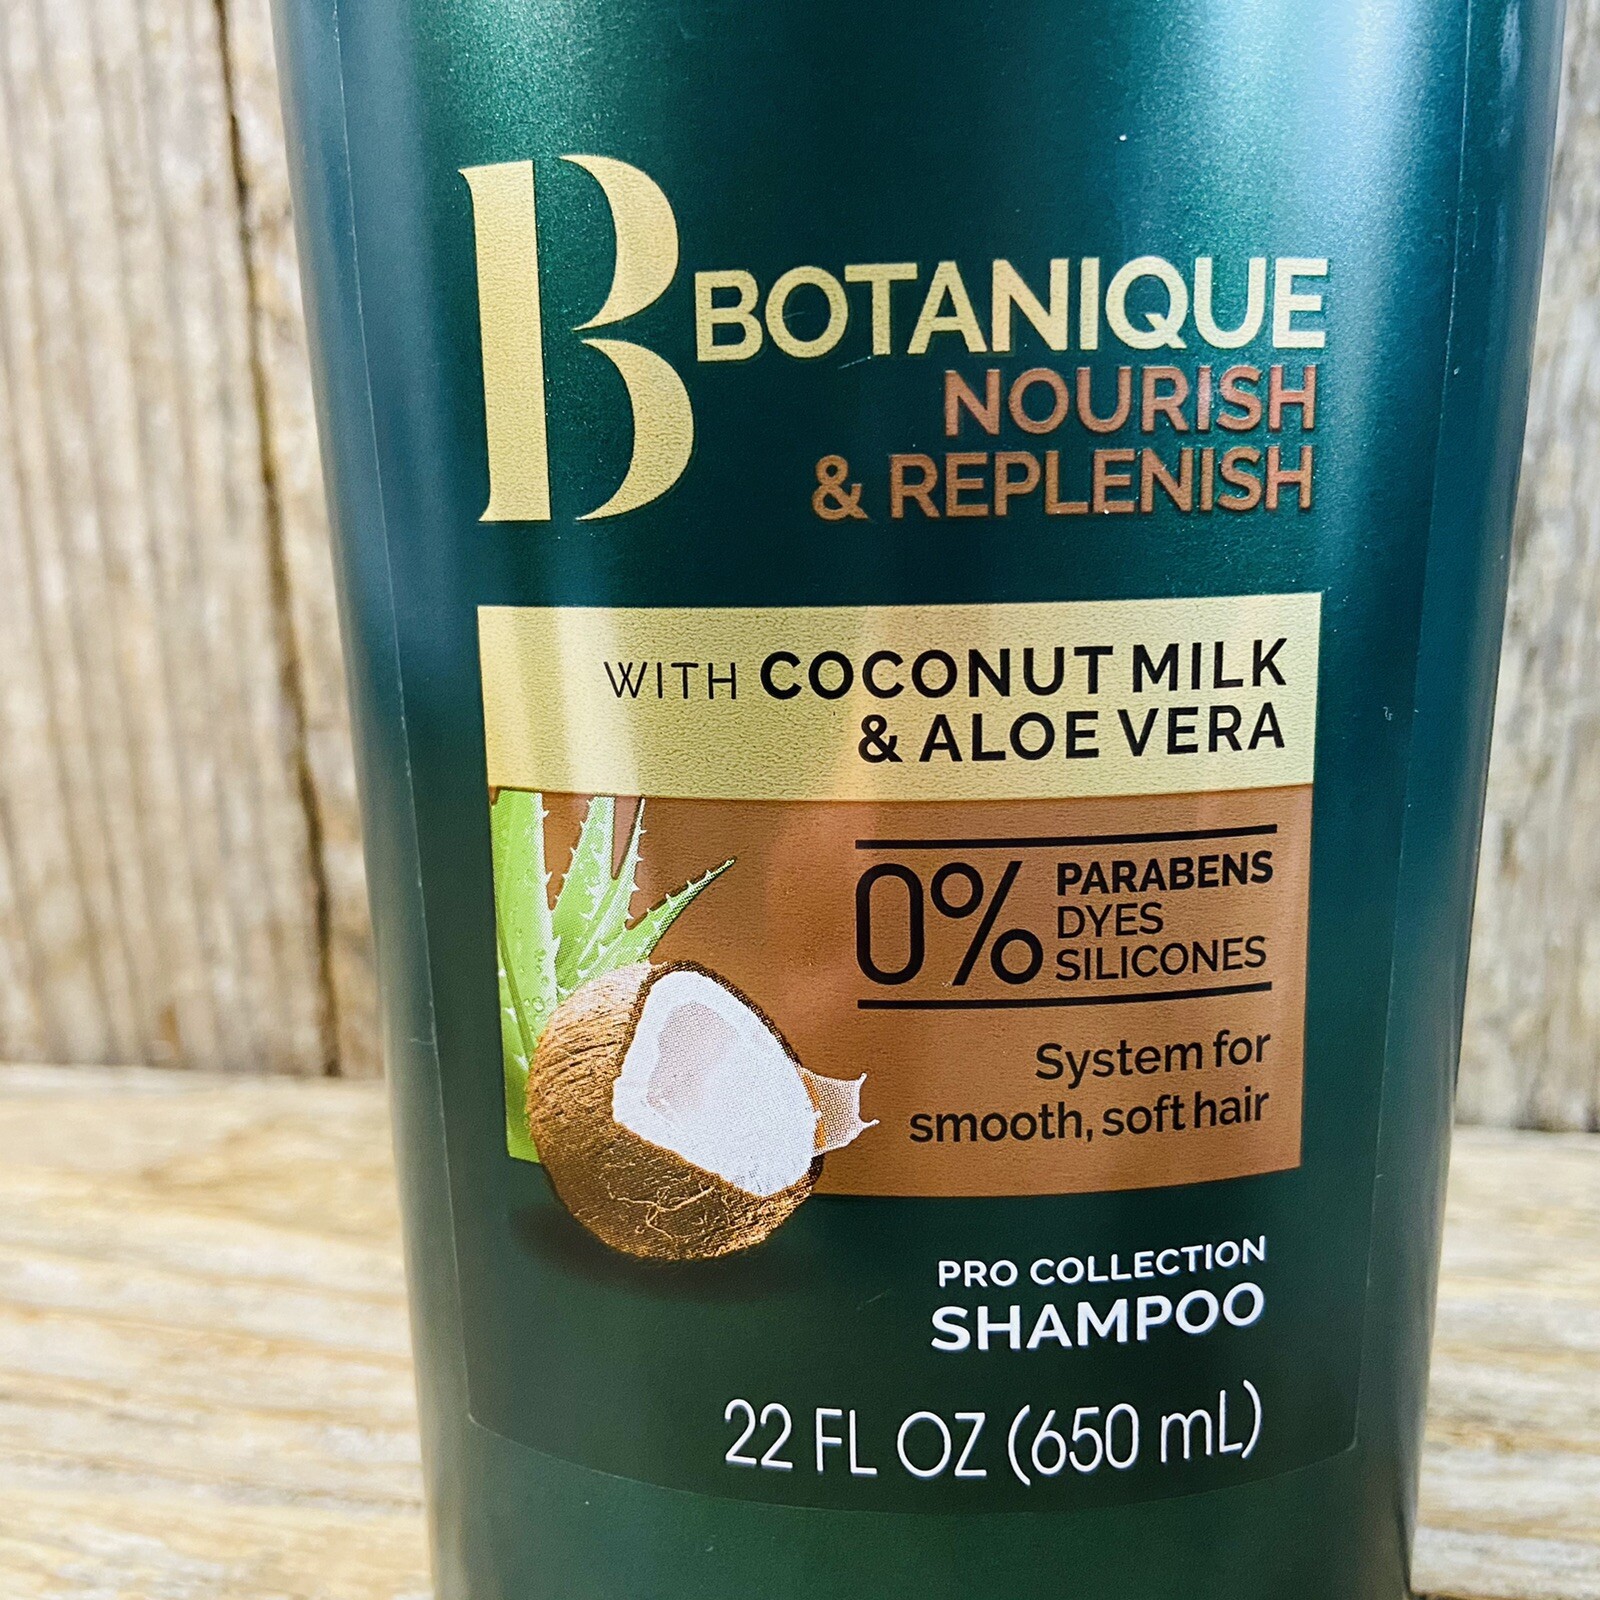 B BOTANIQUE
NOURISH
& REPLENISH
WITH COCONUT MILK
& ALOE VERA
0% PARABENS
DYES
SILICONES
System for
smooth, soft hair
PRO COLLECTION
SHAMPOO
22 FL OZ (650 mL)